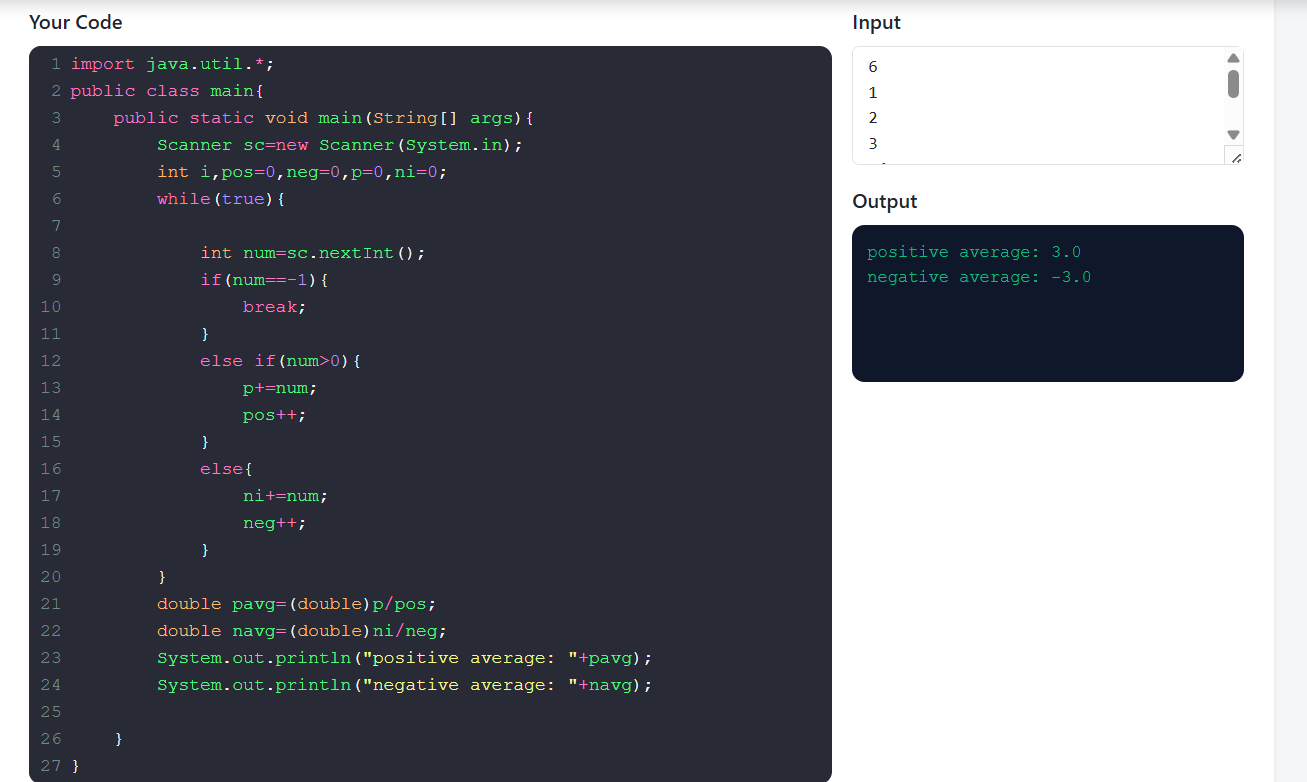 Your Code
1 import java.util.*;
2 public class main{
3     public static void main(String[] args){
4         Scanner sc=new Scanner(System.in);
5         int i,pos=0,neg=0,p=0,ni=0;
6         while(true){
7
8             int num=sc.nextInt();
9             if(num==-1){
10                 break;
11             }
12             else if(num>0){
13                 p+=num;
14                 pos++;
15             }
16             else{
17                 ni+=num;
18                 neg++;
19             }
20         }
21         double pavg=(double)p/pos;
22         double navg=(double)ni/neg;
23         System.out.println("positive average: "+pavg);
24         System.out.println("negative average: "+navg);
25
26     }
27 }
Input
6
1
2
3
Output
positive average: 3.0
negative average: -3.0